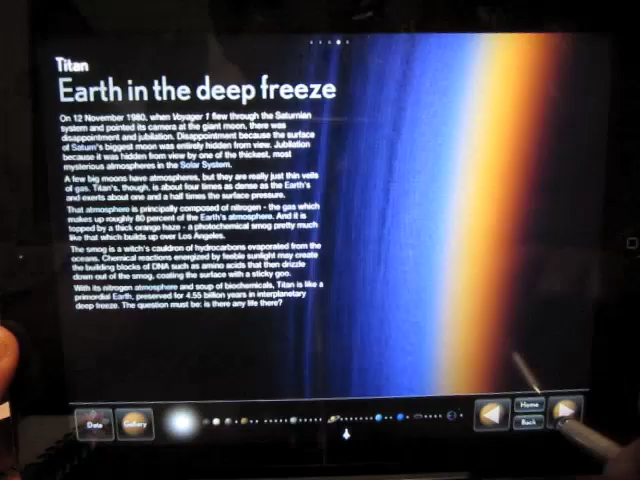 Titan
Earth in the deep freeze
On 12 November 1980, when Voyager 1 flew through the Saturnian
system and pointed its camera at the giant moon, there was
disappointment and jubilation. Disappointment because the surface
of Saturn's biggest moon was entirely hidden from view. Jubilation
because it was hidden from view by one of the thickest, most
mysterious atmospheres in the Solar System.
A few big moons have atmospheres, but they are really just thin veils
of gas. Titan's, though, is about four times as dense as the Earth's
and exerts about one and a half times the surface pressure.
That atmosphere is principally composed of nitrogen - the gas which
makes up roughly 80 percent of the Earth's atmosphere. And it is
topped by a thick orange haze - a photochemical smog pretty much
like that which builds up over Los Angeles.
The smog is a witch's cauldron of hydrocarbons evaporated from the
oceans. Chemical reactions energized by feeble sunlight may create
the building blocks of DNA such as amino acids that then drizzle
down out of the smog, coating the surface with a sticky goo.
With its nitrogen atmosphere and soup of biochemicals, Titan is like a
primordial Earth, preserved for 4.55 billion years in interplanetary
deep freeze. The question must be: is there any life there?
Data
Gallery
Home
Back